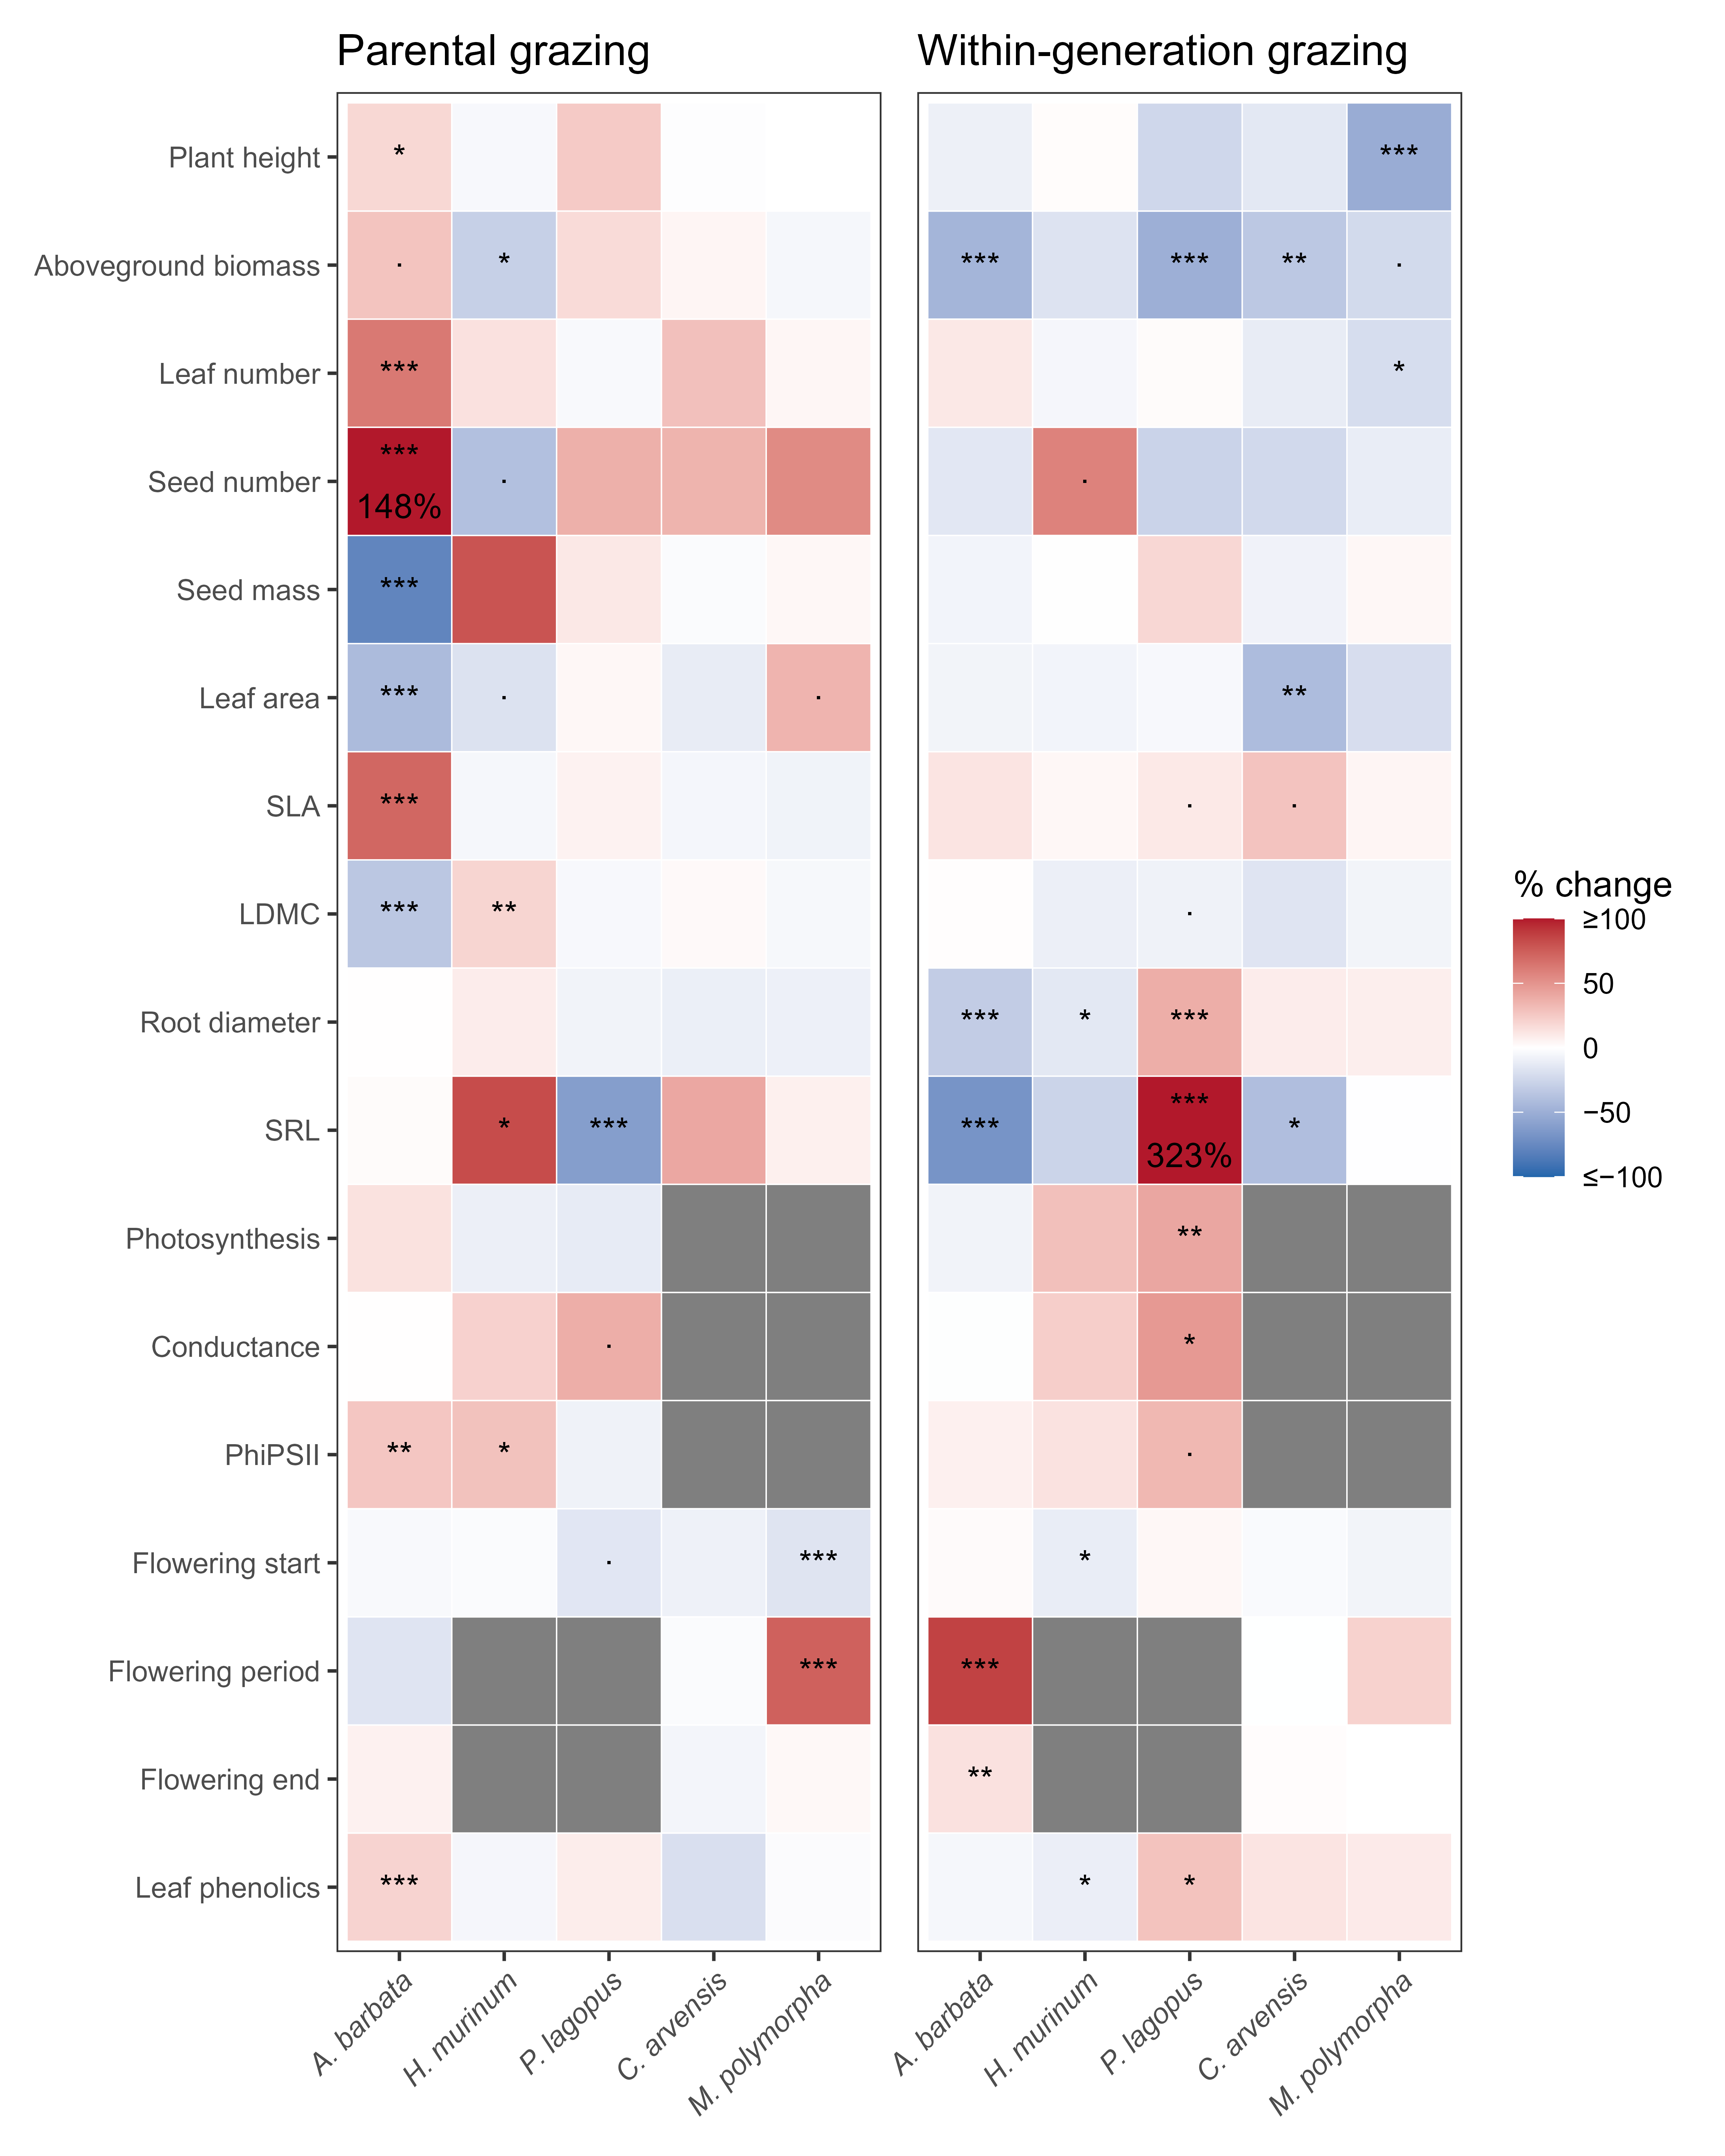 Parental grazing
Within-generation grazing
Plant height
*
***
Aboveground biomass
.
*
***
***
**
.
Leaf number
***
*
Seed number
***
148%
.
.
Seed mass
***
Leaf area
***
.
.
**
SLA
***
.
.
LDMC
***
**
.
Root diameter
***
*
***
SRL
*
***
***
***
323%
*
Photosynthesis
**
Conductance
.
*
PhiPSII
**
*
.
Flowering start
.
***
*
Flowering period
***
***
Flowering end
**
Leaf phenolics
***
*
*
A. barbata
H. murinum
P. lagopus
C. arvensis
M. polymorpha
A. barbata
H. murinum
P. lagopus
C. arvensis
M. polymorpha
% change
≥100
50
0
−50
≤−100